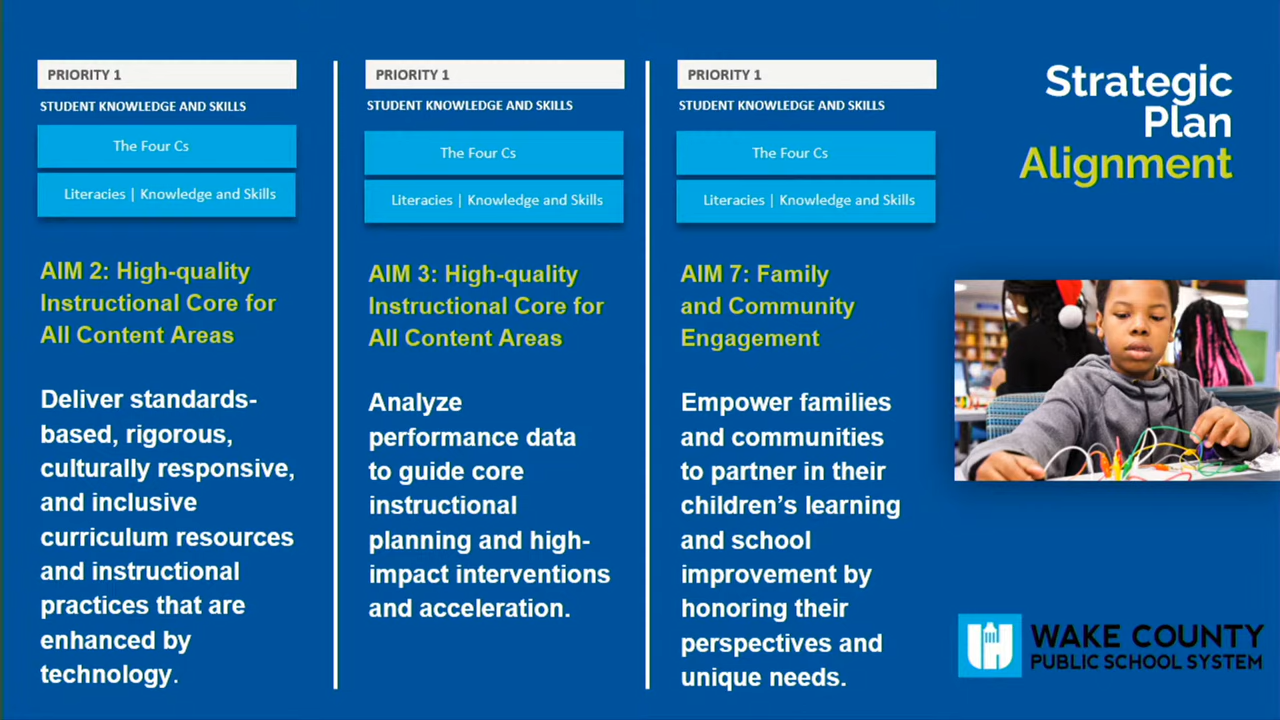 PRIORITY 1
STUDENT KNOWLEDGE AND SKILLS
The Four Cs
Literacies | Knowledge and Skills
AIM 2: High-quality
Instructional Core for
All Content Areas
Deliver standards-
based, rigorous,
culturally responsive,
and inclusive
curriculum resources
and instructional
practices that are
enhanced by
technology.
PRIORITY 1
STUDENT KNOWLEDGE AND SKILLS
The Four Cs
Literacies | Knowledge and Skills
AIM 3: High-quality
Instructional Core for
All Content Areas
Analyze
performance data
to guide core
instructional
planning and high-
impact interventions
and acceleration.
PRIORITY 1
STUDENT KNOWLEDGE AND SKILLS
The Four Cs
Literacies | Knowledge and Skills
AIM 7: Family
and Community
Engagement
Empower families
and communities
to partner in their
children's learning
and school
improvement by
honoring their
perspectives and
unique needs.
Strategic
Plan
Alignment
WAKE COUNTY
PUBLIC SCHOOL SYSTEM